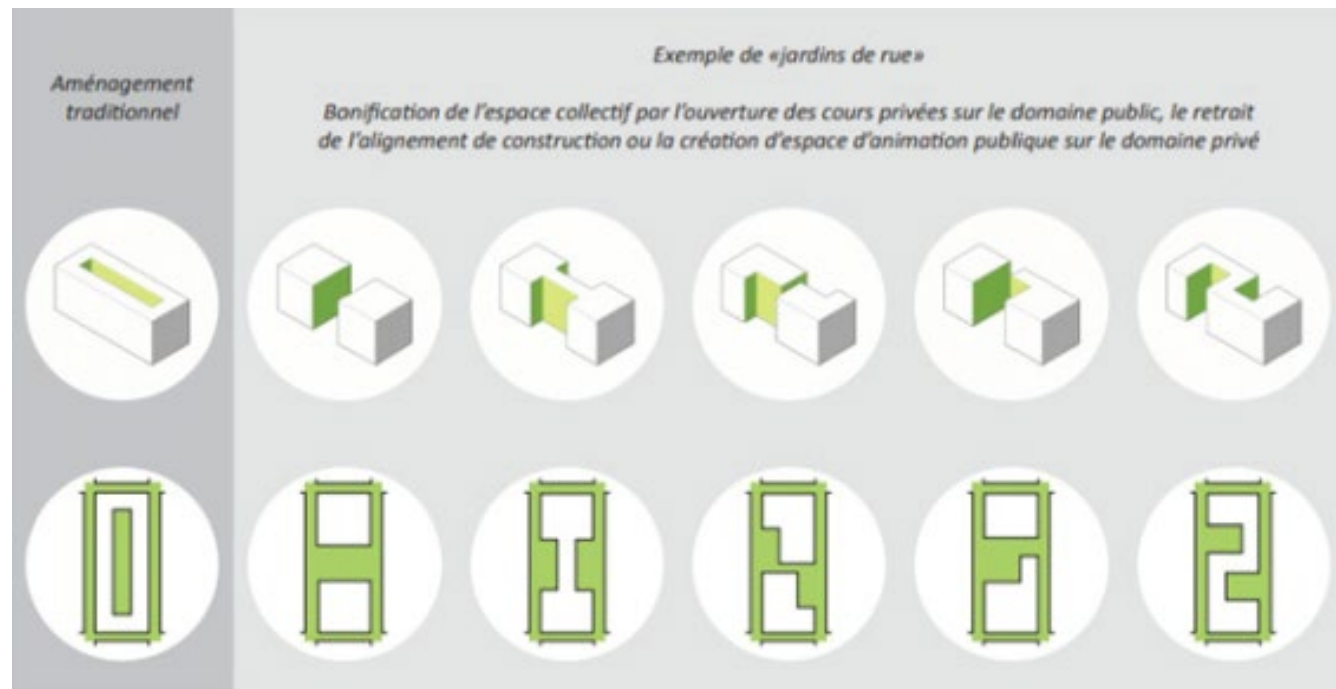 Aménagement
traditionnel
Exemple de «jardins de rue»
Bonification de l'espace collectif par l'ouverture des cours privées sur le domaine public, le retrait
de l'alignement de construction ou la création d'espace d'animation publique sur le domaine privé